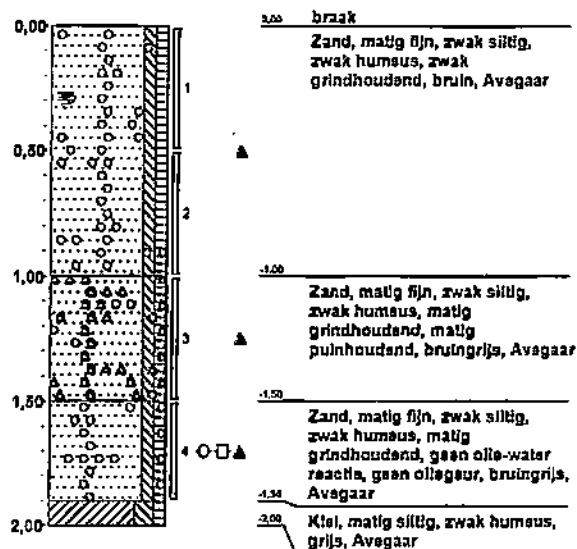 0,00
0,00 braak
Zand, matig fijn, zwak siltig,
zwak humeus, zwak
grindhoudend, bruin, Avegaar
1
0,50
2
1,00
-1,00
Zand, matig fijn, zwak siltig,
zwak humeus, matig
grindhoudend, matig
puinhoudend, bruingrijs, Avegaar
3
1,50
-1,50
Zand, matig fijn, zwak siltig,
zwak humeus, matig
grindhoudend, geen olie-water
reactie, geen oliegeur, bruingrijs,
Avegaar
4
2,00
-2,00
Klei, matig siltig, zwak humeus,
grijs, Avegaar